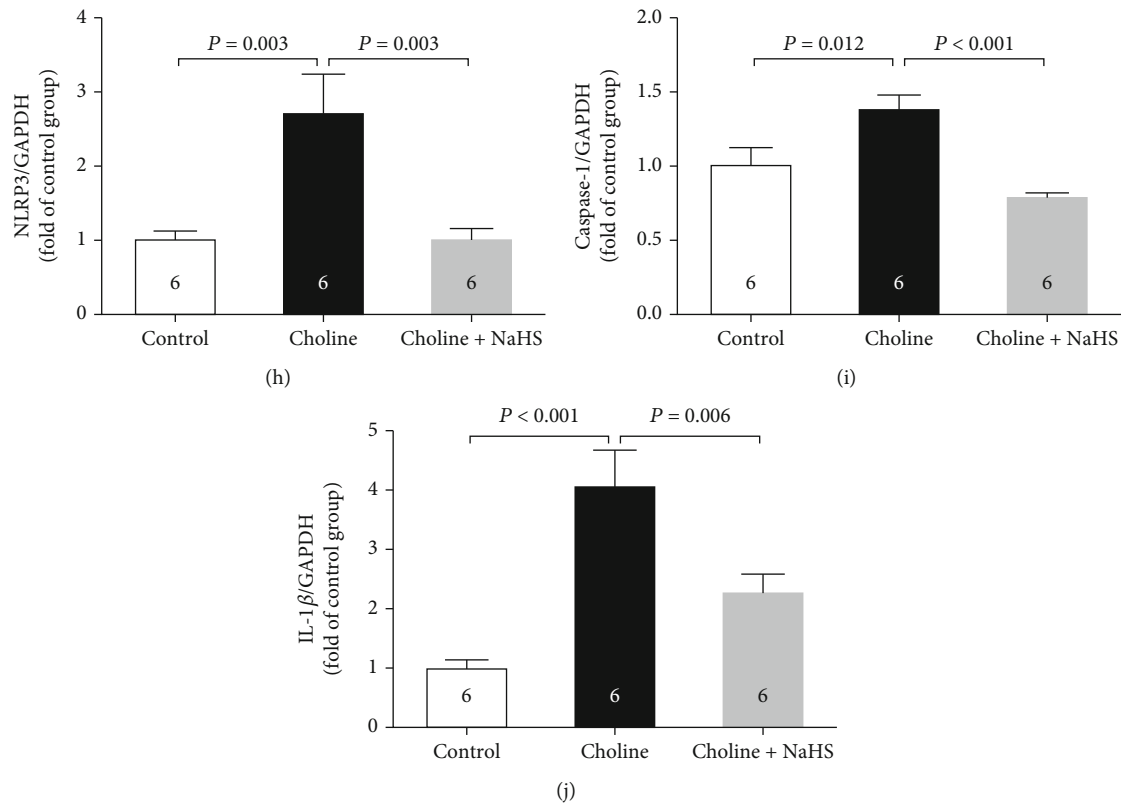 P = 0.003
P = 0.003
NLRP3/GAPDH
(fold of control group)
4
3
2
1
0
6
6
6
Control
Choline
Choline + NaHS
(h)
P = 0.012
P < 0.001
Caspase-1/GAPDH
(fold of control group)
2.0
1.5
1.0
0.5
0.0
6
6
6
Control
Choline
Choline + NaHS
(i)
P < 0.001
P = 0.006
IL-1β/GAPDH
(fold of control group)
5
4
3
2
1
0
6
6
6
Control
Choline
Choline + NaHS
(j)